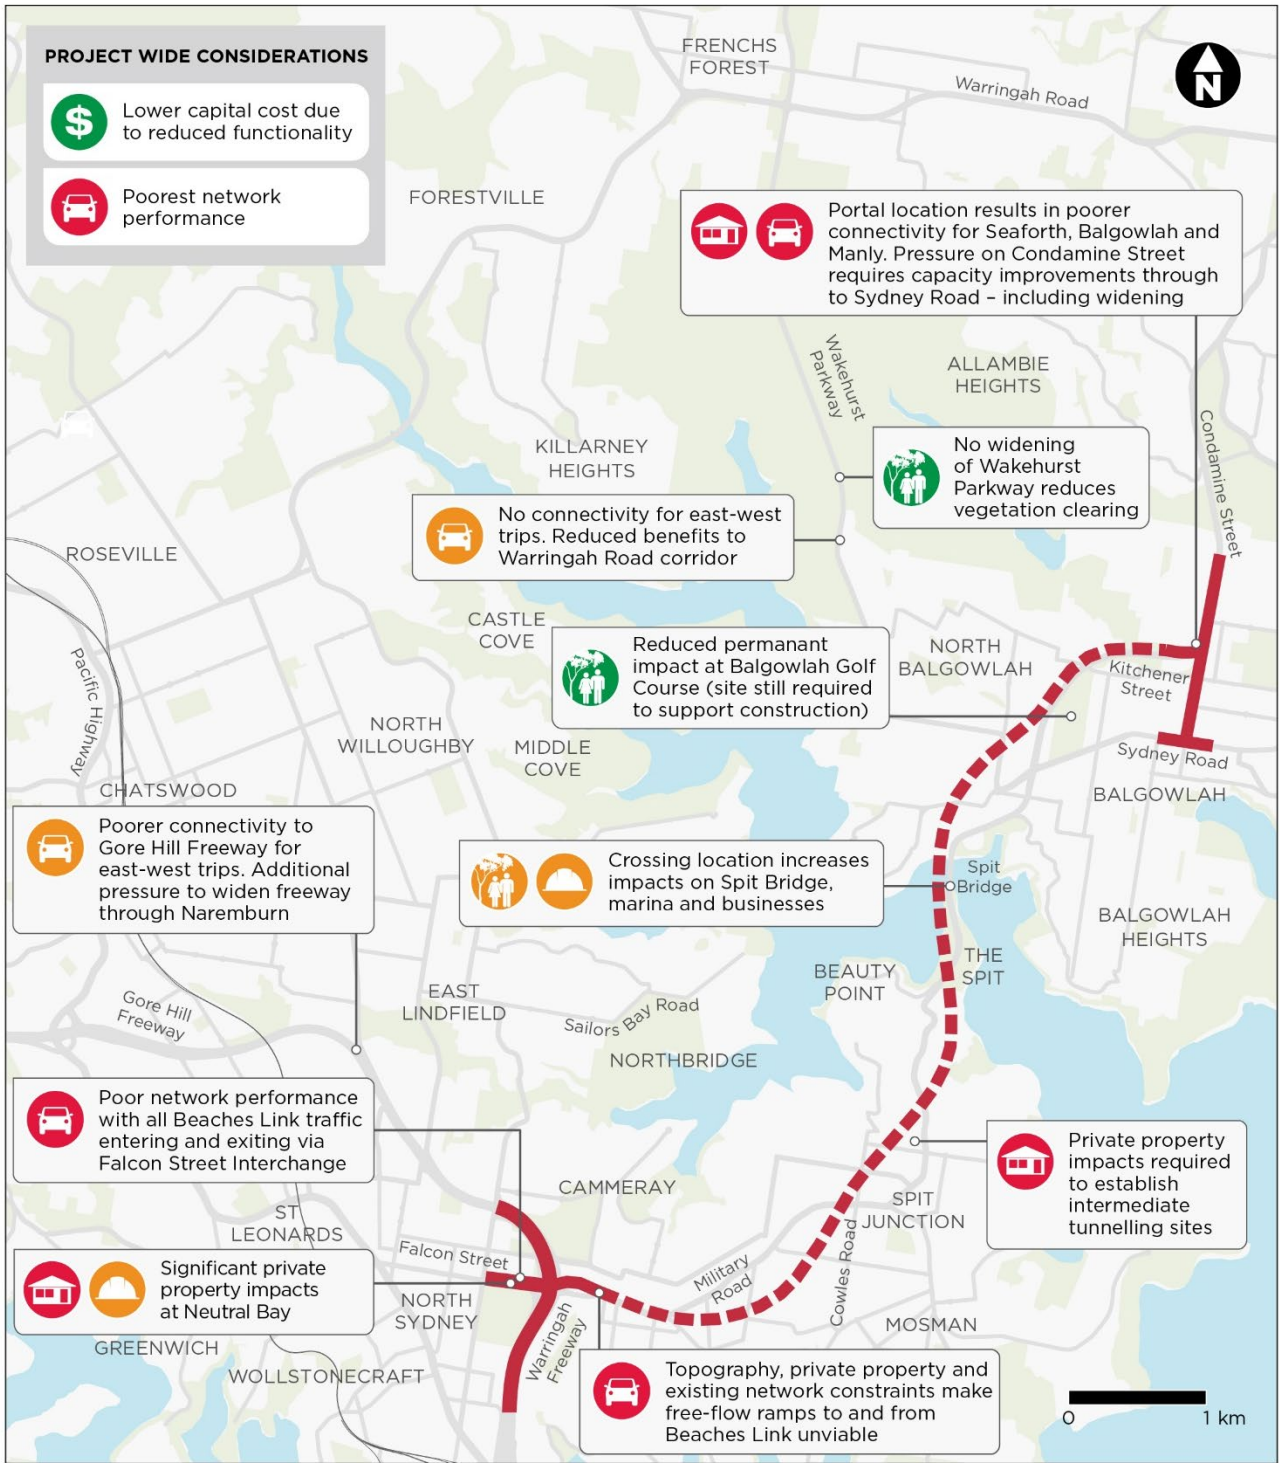 PROJECT WIDE CONSIDERATIONS
$
Lower capital cost due
to reduced functionality
Poorest network
performance
FRENCHS
FOREST
Warringah Road
N
FORESTVILLE
Portal location results in poorer
connectivity for Seaforth, Balgowlah and
Manly. Pressure on Condamine Street
requires capacity improvements through
to Sydney Road – including widening
Wakehurst
Parkway
ALLAMBIE
HEIGHTS
Condamine Street
KILLARNEY
HEIGHTS
No widening
of Wakehurst
Parkway reduces
vegetation clearing
No connectivity for east-west
trips. Reduced benefits to
Warringah Road corridor
ROSEVILLE
CASTLE
COVE
Reduced permanant
impact at Balgowlah Golf
Course (site still required
to support construction)
NORTH
BALGOWLAH
Kitchener
Street
Pacific Highway
NORTH
WILLOUGHBY
MIDDLE
COVE
Sydney Road
CHATSWOOD
BALGOWLAH
Poorer connectivity to
Gore Hill Freeway for
east-west trips. Additional
pressure to widen freeway
through Naremburn
Crossing location increases
impacts on Spit Bridge,
marina and businesses
Spit
Bridge
BALGOWLAH
HEIGHTS
THE
SPIT
BEAUTY
POINT
Gore Hill
Freeway
EAST
LINDFIELD
Sailors Bay Road
NORTHBRIDGE
Poor network performance
with all Beaches Link traffic
entering and exiting via
Falcon Street Interchange
Private property
impacts required
to establish
intermediate
tunnelling sites
CAMMERAY
SPIT
JUNCTION
ST
LEONARDS
Falcon Street
Military
Road
Cowles Road
Significant private
property impacts
at Neutral Bay
NORTH
SYDNEY
Warringah
Freeway
MOSMAN
GREENWICH
WOLLSTONECRAFT
Topography, private property and
existing network constraints make
free-flow ramps to and from
Beaches Link unviable
0
1 km